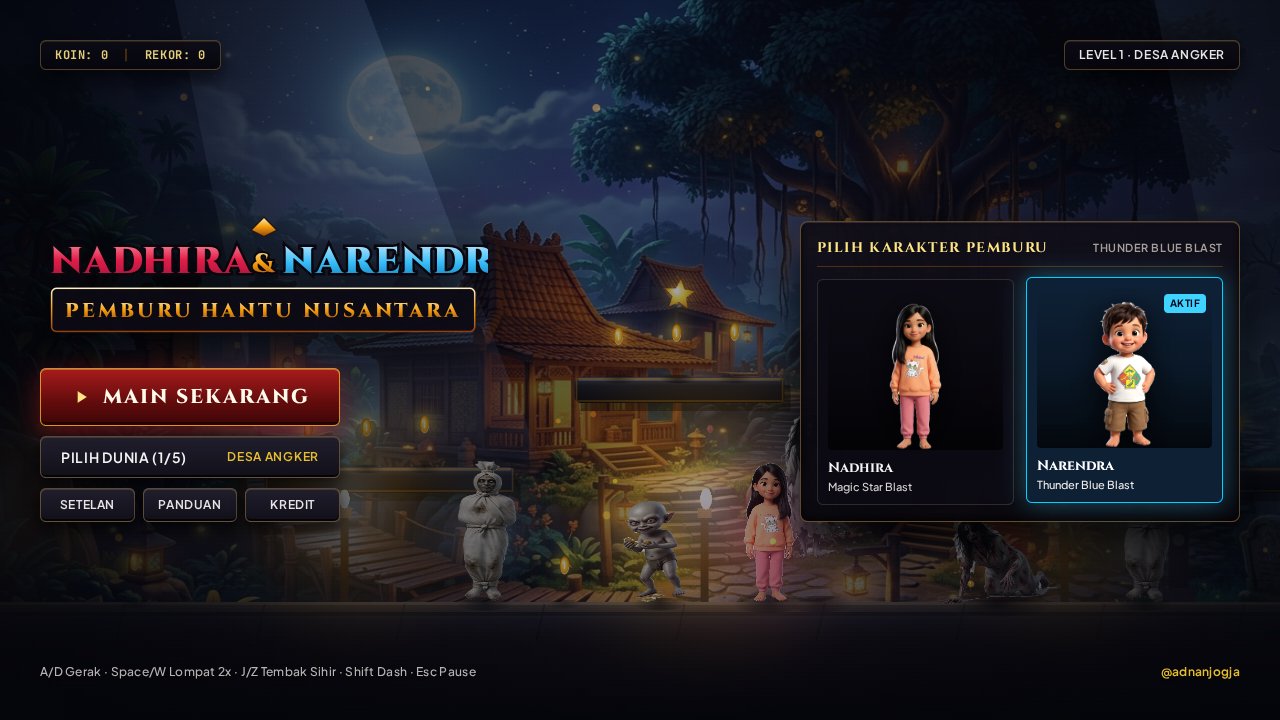 KOIN: 0 | REKOR: 0
LEVEL 1 · DESA ANGKER
NADHIRA & NARENDR
PEMBURU HANTU NUSANTARA
MAIN SEKARANG
PILIH DUNIA (1/5) DESA ANGKER
SETELAN PANDUAN KREDIT
PILIH KARAKTER PEMBURU THUNDER BLUE BLAST
AKTIF
NADHIRA
Magic Star Blast
NARENDRA
Thunder Blue Blast
A/D Gerak · Space/W Lompat 2x · J/Z Tembak Sihir · Shift Dash · Esc Pause
@adnanjogja